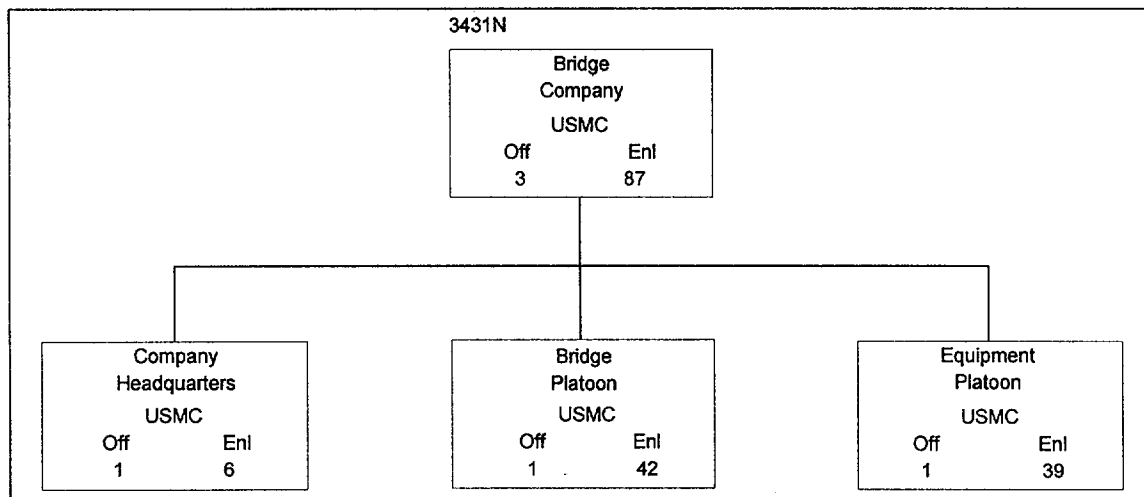 3431N
Bridge
Company
USMC
Off Enl
3 87
Company
Headquarters
USMC
Off Enl
1 6
Bridge
Platoon
USMC
Off Enl
1 42
Equipment
Platoon
USMC
Off Enl
1 39